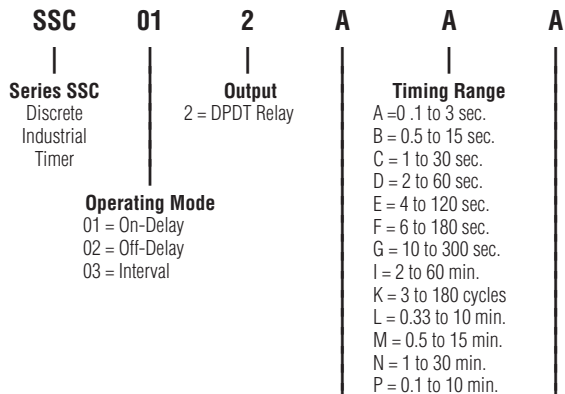 SSC 01 2 A A A
Series SSC
Discrete
Industrial
Timer
Output
2 = DPDT Relay
Operating Mode
01 = On-Delay
02 = Off-Delay
03 = Interval
Timing Range
A =0 .1 to 3 sec.
B = 0.5 to 15 sec.
C = 1 to 30 sec.
D = 2 to 60 sec.
E = 4 to 120 sec.
F = 6 to 180 sec.
G = 10 to 300 sec.
I = 2 to 60 min.
K = 3 to 180 cycles
L = 0.33 to 10 min.
M = 0.5 to 15 min.
N = 1 to 30 min.
P = 0.1 to 10 min.